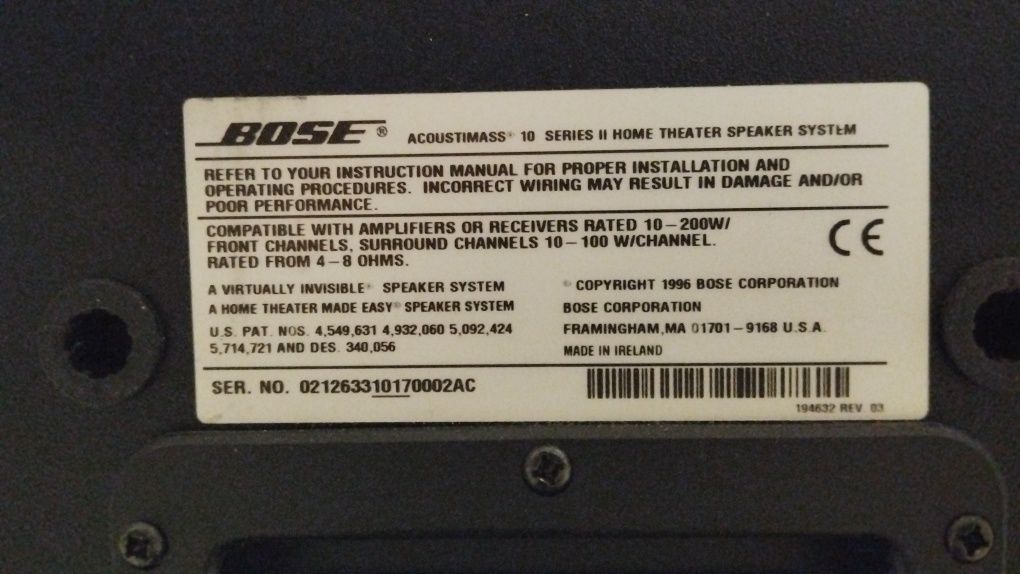 BOSE® ACOUSTIMASS® 10 SERIES II HOME THEATER SPEAKER SYSTEM
REFER TO YOUR INSTRUCTION MANUAL FOR PROPER INSTALLATION AND
OPERATING PROCEDURES. INCORRECT WIRING MAY RESULT IN DAMAGE AND/OR
POOR PERFORMANCE.
COMPATIBLE WITH AMPLIFIERS OR RECEIVERS RATED 10-200W/
FRONT CHANNELS, SURROUND CHANNELS 10-100 W/CHANNEL.
RATED FROM 4-8 OHMS.
CE
A VIRTUALLY INVISIBLE® SPEAKER SYSTEM
A HOME THEATER MADE EASY® SPEAKER SYSTEM
U.S. PAT. NOS. 4,549,631 4,932,060 5,092,424
5,714,721 AND DES. 340,056
© COPYRIGHT 1996 BOSE CORPORATION
BOSE CORPORATION
FRAMINGHAM,MA 01701-9168 U.S.A.
MADE IN IRELAND
SER. NO. 021263310170002AC
194632 REV. 03